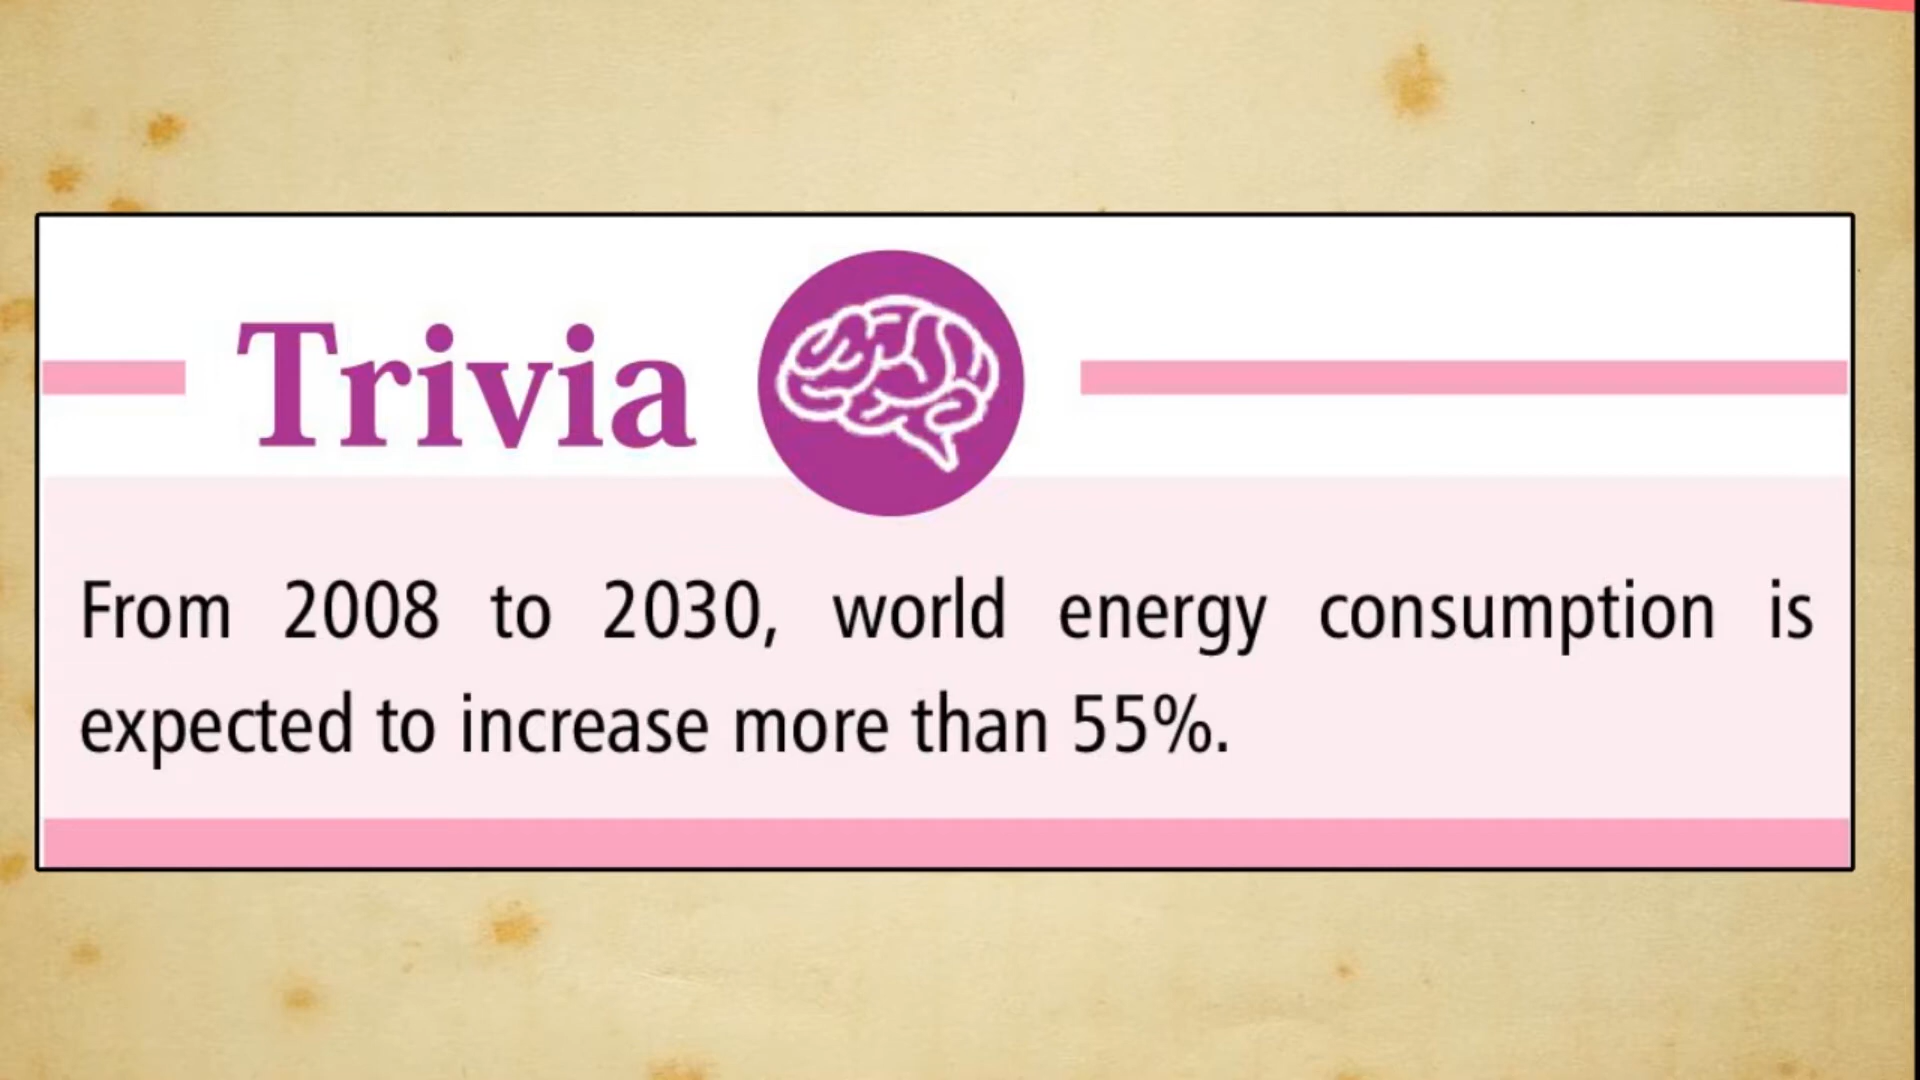 Trivia
From 2008 to 2030, world energy consumption is
expected to increase more than 55%.